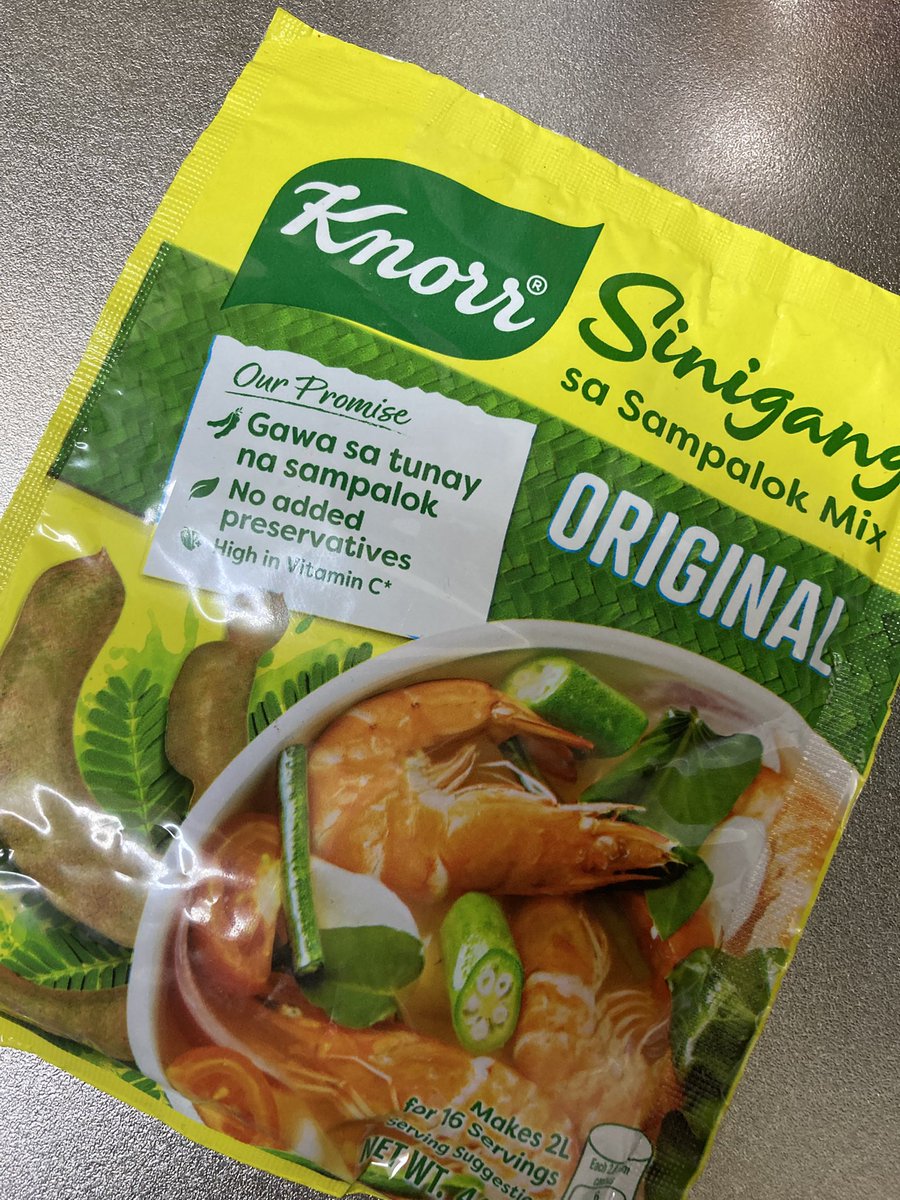 Knorr®
Sinigang
sa Sampalok Mix
ORIGINAL
Our Promise
Gawa sa tunay
na sampalok
No added
preservatives
High in Vitamin C*
Makes 2L
for 16 Servings
serving suggestion
NET WT.
Each